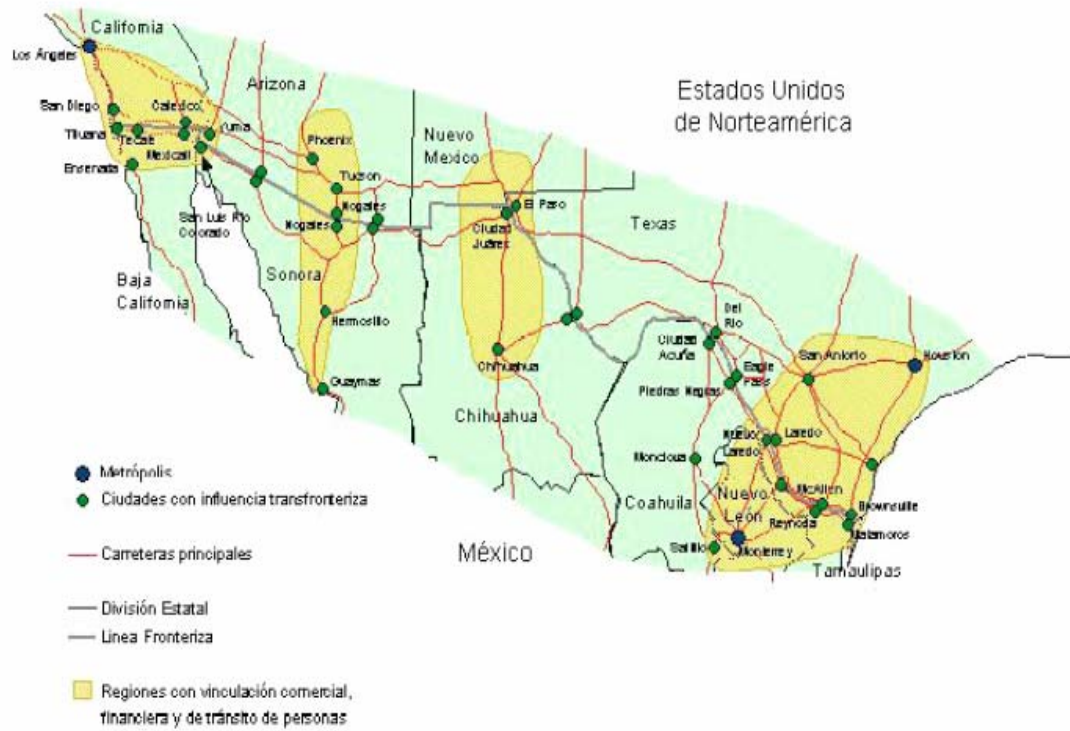 California
Los Ángeles
Arizona
Estados Unidos
de Norteamérica
San Diego
Calexico
Yuma
Tijuana
Tecate
Mexicali
Phoenix
Nuevo
Mexico
Ensenada
Tucson
San Luis Río
Colorado
Nogales
Nogales
El Paso
Ciudad
Juárez
Texas
Baja
California
Sonora
Hermosillo
Del
Río
Ciudad
Acuña
San Antonio
Houston
Chihuahua
Eagle
Pass
Guaymas
Piedras Negras
Chihuahua
Nuevo
Laredo
Laredo
Monclova
Metrópolis
Ciudades con influencia transfronteriza
Coahuila
Nuevo
León
McAllen
Brownsville
Reynosa
Matamoros
Carreteras principales
México
Saltillo
Monterrey
Tamaulipas
División Estatal
Linea Fronteriza
Regiones con vinculación comercial,
financiera y de tránsito de personas